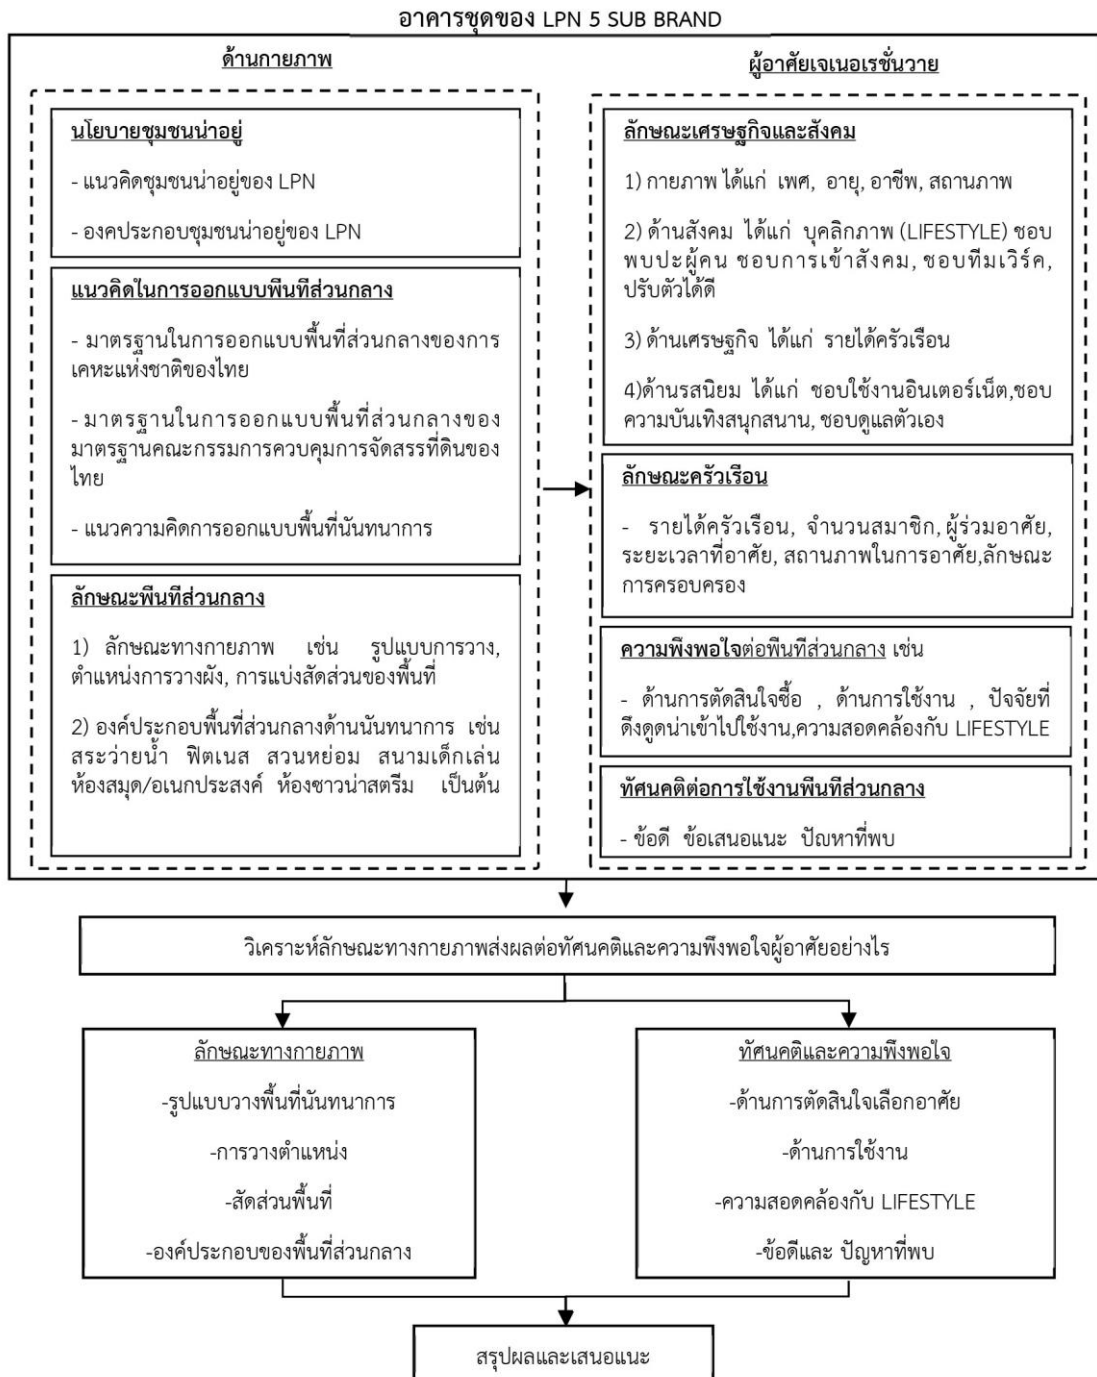 อาคารชุดของ LPN 5 SUB BRAND
ด้านกายภาพ
นโยบายชุมชนน่าอยู่
- แนวคิดชุมชนน่าอยู่ของ LPN
- องคประกอบชุมชนน่าอยู่ของ LPN
แนวคิดในการออกแบบพืนทีส่วนกลาง
- มาตรฐานในการออกแบบพื้นที่ส่วนกลางของการ
เคหะแห่งชาติของไทย
- มาตรฐานในการออกแบบพื้นที่ส่วนกลางของ
มาตรฐานคณะกรรมการควบคุมการจัดสรรที่ดินของ
ไทย
- แนวความคิดการออกแบบพื้นที่นันทนาการ
ลักษณะพืนทีส่วนกลาง
1) ลักษณะทางกายภาพ เช่น รูปแบบการวาง,
ตำแหน่งการวางผัง, การแบ่งสัดส่วนของพื้นที่
2) องค์ประกอบพื้นที่ส่วนกลางด้านนันทนาการ เช่น
สระว่ายน้ำ ฟิตเนส สวนหย่อม สนามเด็กเล่น
ห้องสมุด/อเนกประสงค์ ห้องซาวน่าสตรีม เป็นต้น
ผู้อาศัยเจเนอเรชั่นวาย
ลักษณะเศรษฐกิจและสังคม
1) กายภาพ ได้แก่ เพศ, อายุ, อาชีพ, สถานภาพ
2) ด้านสังคม ได้แก่ บุคลิกภาพ (LIFESTYLE) ชอบ
พบปะผู้คน ชอบการเข้าสังคม, ชอบทีมเวิร์ค,
ปรับตัวได้ดี
3) ด้านเศรษฐกิจ ได้แก่ รายได้ครัวเรือน
4)ด้านรสนิยม ได้แก่ ชอบใช้งานอินเตอร์เน็ต,ชอบ
ความบันเทิงสนุกสนาน, ชอบดูแลตัวเอง
ลักษณะครัวเรือน
- รายได้ครัวเรือน, จำนวนสมาชิก, ผู้ร่วมอาศัย,
ระยะเวลาที่อาศัย, สถานภาพในการอาศัย,ลักษณะ
การครอบครอง
ความพึงพอใจต่อพืนทีส่วนกลาง เช่น
- ด้านการตัดสินใจซื้อ , ด้านการใช้งาน , ปัจจัยที่
ดึงดูดน่าเข้าไปใช้งาน,ความสอดคล้องกับ LIFESTYLE
ทัศนคติต่อการใช้งานพืนทีส่วนกลาง
- ข้อดี ข้อเสนอแนะ ปัญหาที่พบ
วิเคราะห์ลักษณะทางกายภาพส่งผลต่อทัศนคติและความพึงพอใจผู้อาศัยอย่างไร
ลักษณะทางกายภาพ
-รูปแบบวางพื้นที่นันทนาการ
-การวางตำแหน่ง
-สัดส่วนพื้นที่
-องค์ประกอบของพื้นที่ส่วนกลาง
ทัศนคติและความพึงพอใจ
-ด้านการตัดสินใจเลือกอาศัย
-ด้านการใช้งาน
-ความสอดคล้องกับ LIFESTYLE
-ข้อดีและ ปัญหาที่พบ
สรุปผลและเสนอแนะ